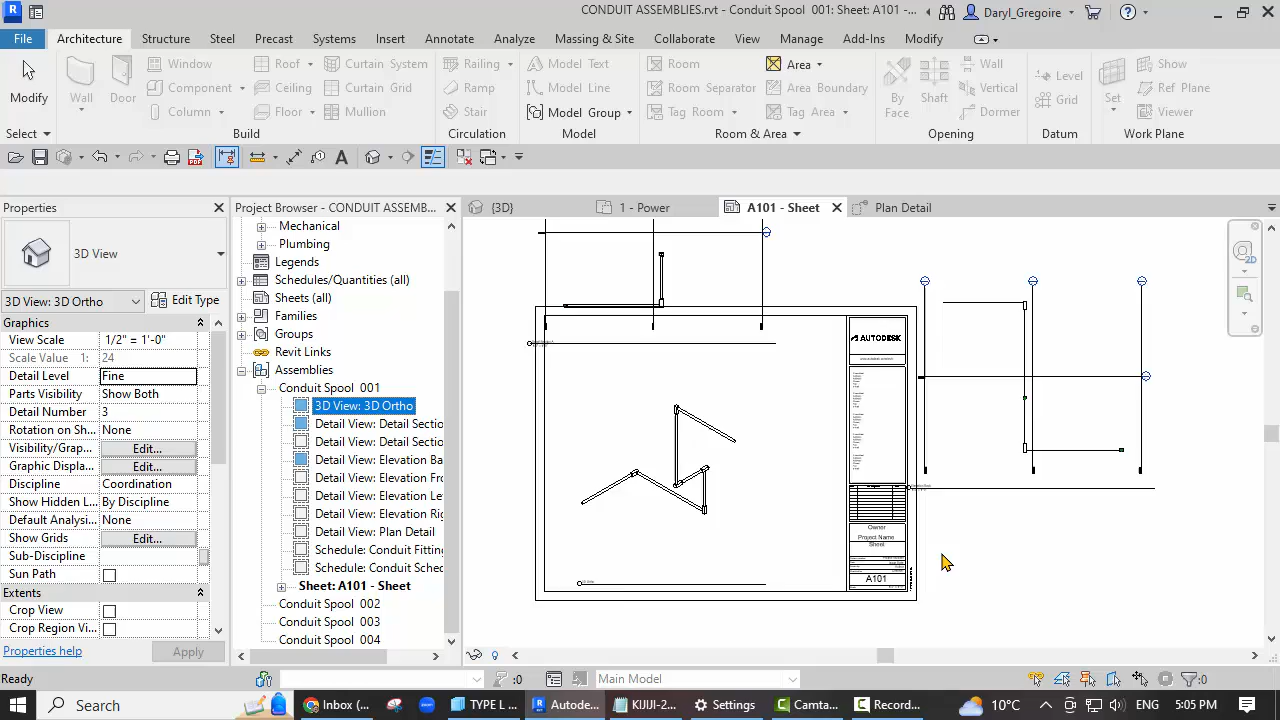 CONDUIT ASSEMBLIES.rvt - Conduit Spool  001: Sheet: A101 -...
Daryl_Gregoire
File
Architecture
Structure
Steel
Precast
Systems
Insert
Annotate
Analyze
Massing & Site
Collaborate
View
Manage
Add-Ins
Modify
Modify
Wall
Door
Window
Component
Column
Roof
Ceiling
Floor
Curtain System
Curtain Grid
Mullion
Railing
Ramp
Stair
Model Text
Model Line
Model Group
Room
Room Separator
Tag Room
Area
Area Boundary
Tag Area
By Face
Shaft
Wall
Vertical
Dormer
Level
Grid
Set
Show
Ref Plane
Viewer
Select
Build
Circulation
Model
Room & Area
Opening
Datum
Work Plane
Properties
3D View
3D View: 3D Ortho
Edit Type
Graphics
View Scale 1/2" = 1'-0"
Scale Value 1: 24
Detail Level Fine
Parts Visibility Show Both
Detail Number 3
Rotation on Sh... None
Visibility/Grap... Edit...
Graphic Displ... Edit...
Discipline Coordination
Show Hidden L... By Discipline
Default Analysi... None
Show Grids Edit...
Sub-Discipline
Sun Path
Extents
Crop View
Crop Region Vi...
Properties help
Apply
Project Browser - CONDUIT ASSEMB...
Mechanical
Plumbing
Legends
Schedules/Quantities (all)
Sheets (all)
Families
Groups
Revit Links
Assemblies
Conduit Spool  001
3D View: 3D Ortho
Detail View: Detail Sectio
Detail View: Detail Sectio
Detail View: Elevation Ba
Detail View: Elevation Fro
Detail View: Elevation Lef
Detail View: Elevation Rig
Detail View: Plan Detail
Schedule: Conduit Fittin
Schedule: Conduit Sched
Sheet: A101 - Sheet
Conduit Spool  002
Conduit Spool  003
Conduit Spool  004
{3D}
1 - Power
A101 - Sheet
Plan Detail
AUTODESK
Owner
Project Name
Sheet
A101
2D
Ready
:0
Main Model
:0
Search
Inbox (...
TYPE L ...
Autode...
KIJIJI-2...
Settings
Camta...
Record...
10°C
ENG
5:05 PM